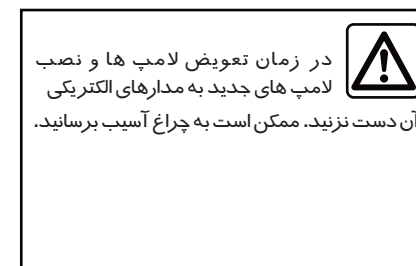 در زمان تعویض لامپ ها و نصب
لامپ های جدید به مدارهای الکتریکی
آن دست نزنید. ممکن است به چراغ آسیب برسانید.